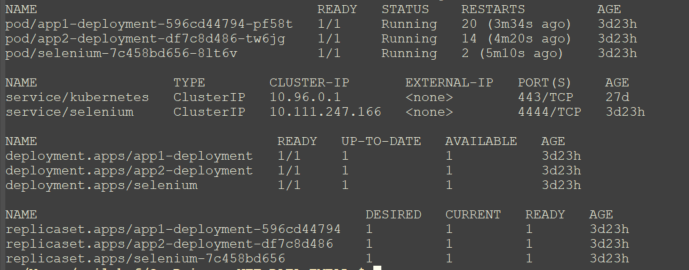 NAME READY STATUS RESTARTS AGE
pod/app1-deployment-596cd44794-pf58t 1/1 Running 20 (3m34s ago) 3d23h
pod/app2-deployment-df7c8d486-tw6jg 1/1 Running 14 (4m20s ago) 3d23h
pod/selenium-7c458bd656-8lt6v 1/1 Running 2 (5m10s ago) 3d23h
NAME TYPE CLUSTER-IP EXTERNAL-IP PORT(S) AGE
service/kubernetes ClusterIP 10.96.0.1 <none> 443/TCP 27d
service/selenium ClusterIP 10.111.247.166 <none> 4444/TCP 3d23h
NAME READY UP-TO-DATE AVAILABLE AGE
deployment.apps/app1-deployment 1/1 1 1 3d23h
deployment.apps/app2-deployment 1/1 1 1 3d23h
deployment.apps/selenium 1/1 1 1 3d23h
NAME DESIRED CURRENT READY AGE
replicaset.apps/app1-deployment-596cd44794 1 1 1 3d23h
replicaset.apps/app2-deployment-df7c8d486 1 1 1 3d23h
replicaset.apps/selenium-7c458bd656 1 1 1 3d23h